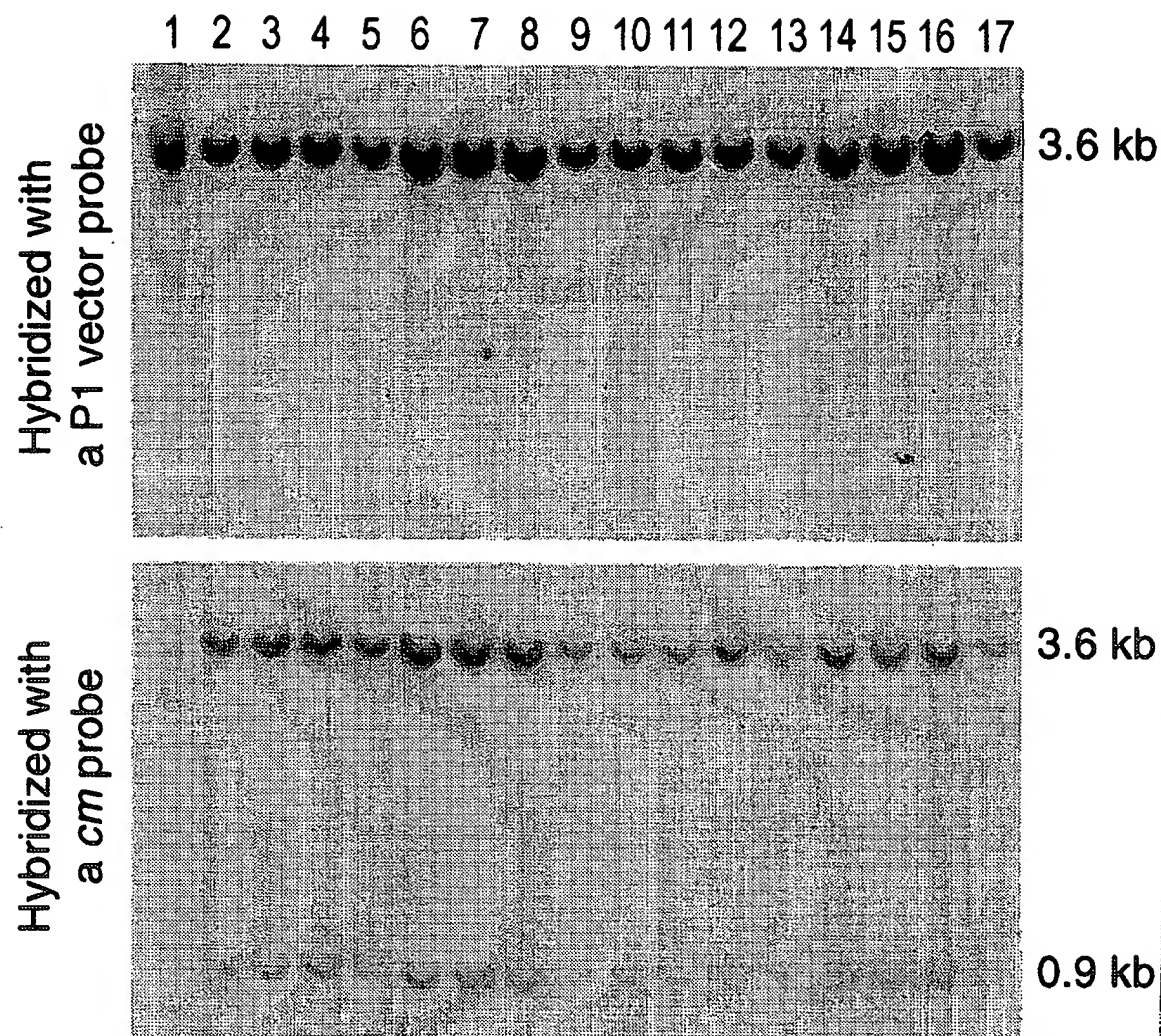 1 2 3 4 5 6 7 8 9 10 11 12 13 14 15 16 17
Hybridized with
a P1 vector probe
3.6 kb
Hybridized with
a cm probe
3.6 kb
0.9 kb